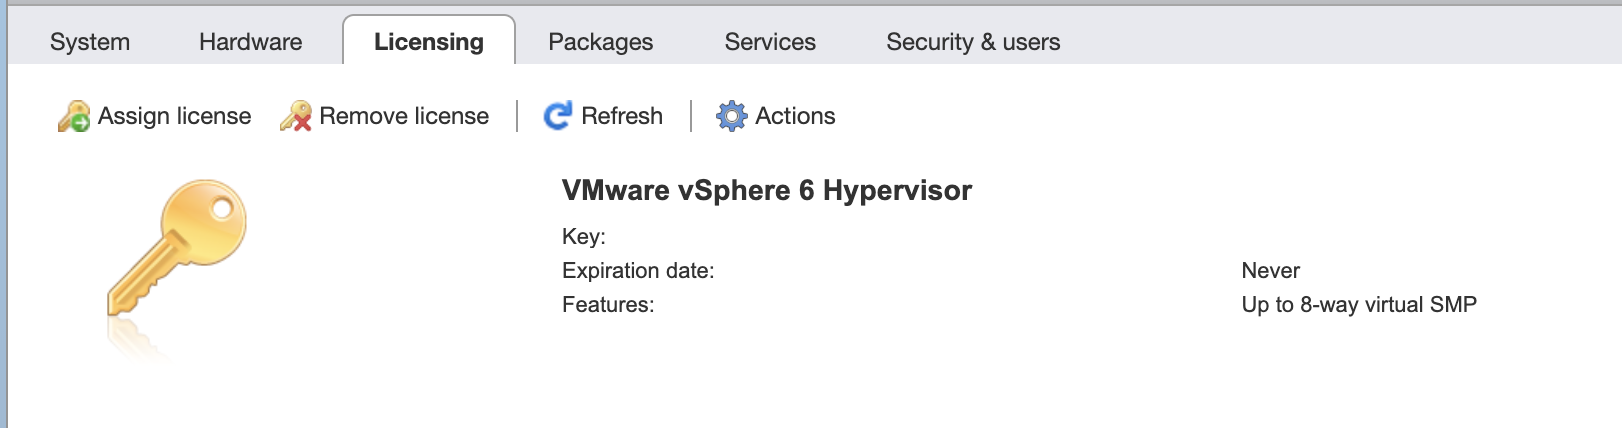 System Hardware Licensing Packages Services Security & users
Assign license Remove license Refresh Actions
VMware vSphere 6 Hypervisor
Key:
Expiration date: Never
Features: Up to 8-way virtual SMP